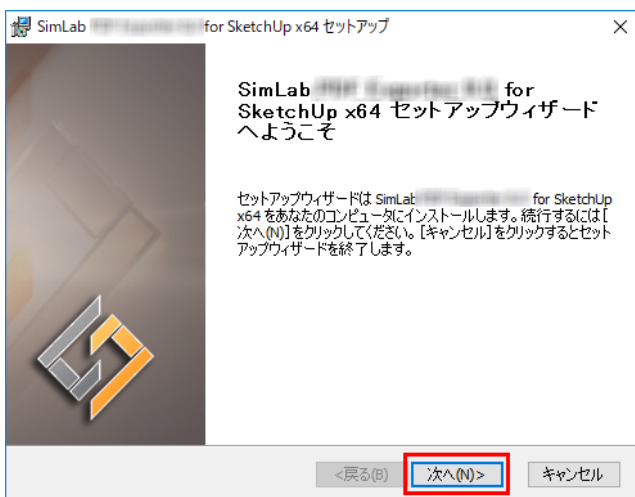 SimLab for SketchUp x64 セットアップ
SimLab for
SketchUp x64 セットアップウィザード
へようこそ
セットアップウィザードは SimLab for SketchUp
x64 をあなたのコンピュータにインストールします。続行するには [
次へ(N)] をクリックしてください。[キャンセル] をクリックするとセット
アップウィザードを終了します。
<戻る(B)
次へ(N)>
キャンセル